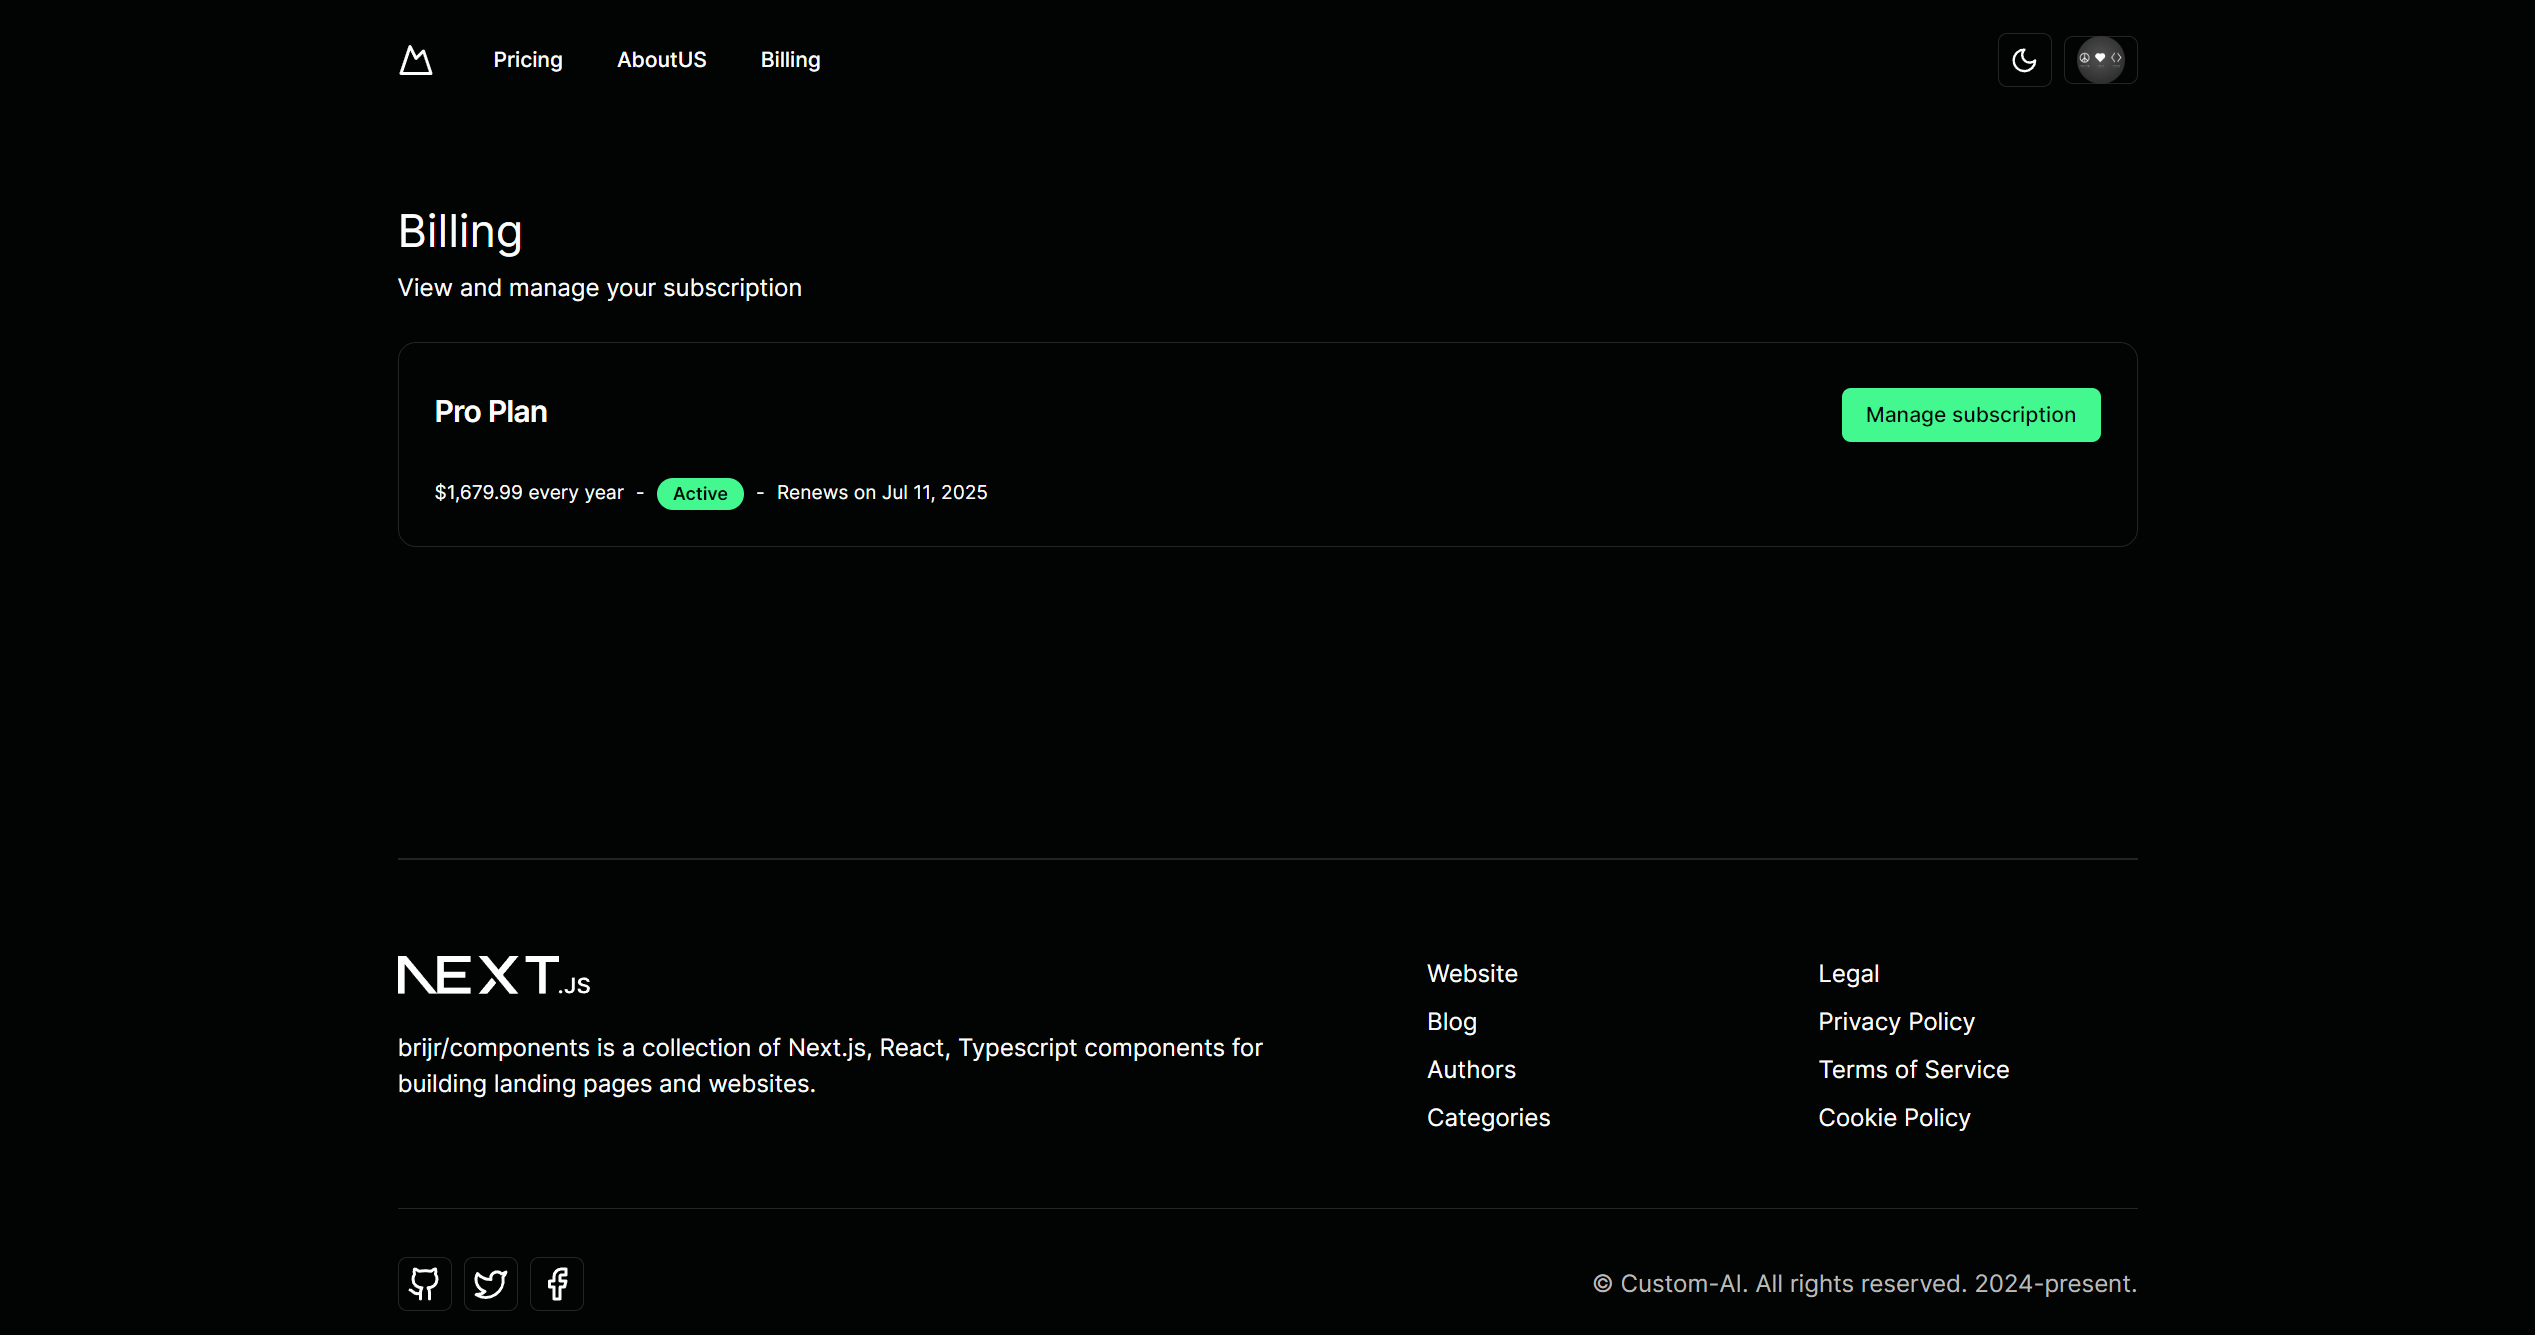 Pricing AboutUS Billing
Billing
View and manage your subscription
Pro Plan
Manage subscription
$1,679.99 every year - Active - Renews on Jul 11, 2025
NEXT.JS
brijr/components is a collection of Next.js, React, Typescript components for
building landing pages and websites.
Website
Blog
Authors
Categories
Legal
Privacy Policy
Terms of Service
Cookie Policy
© Custom-AI. All rights reserved. 2024-present.